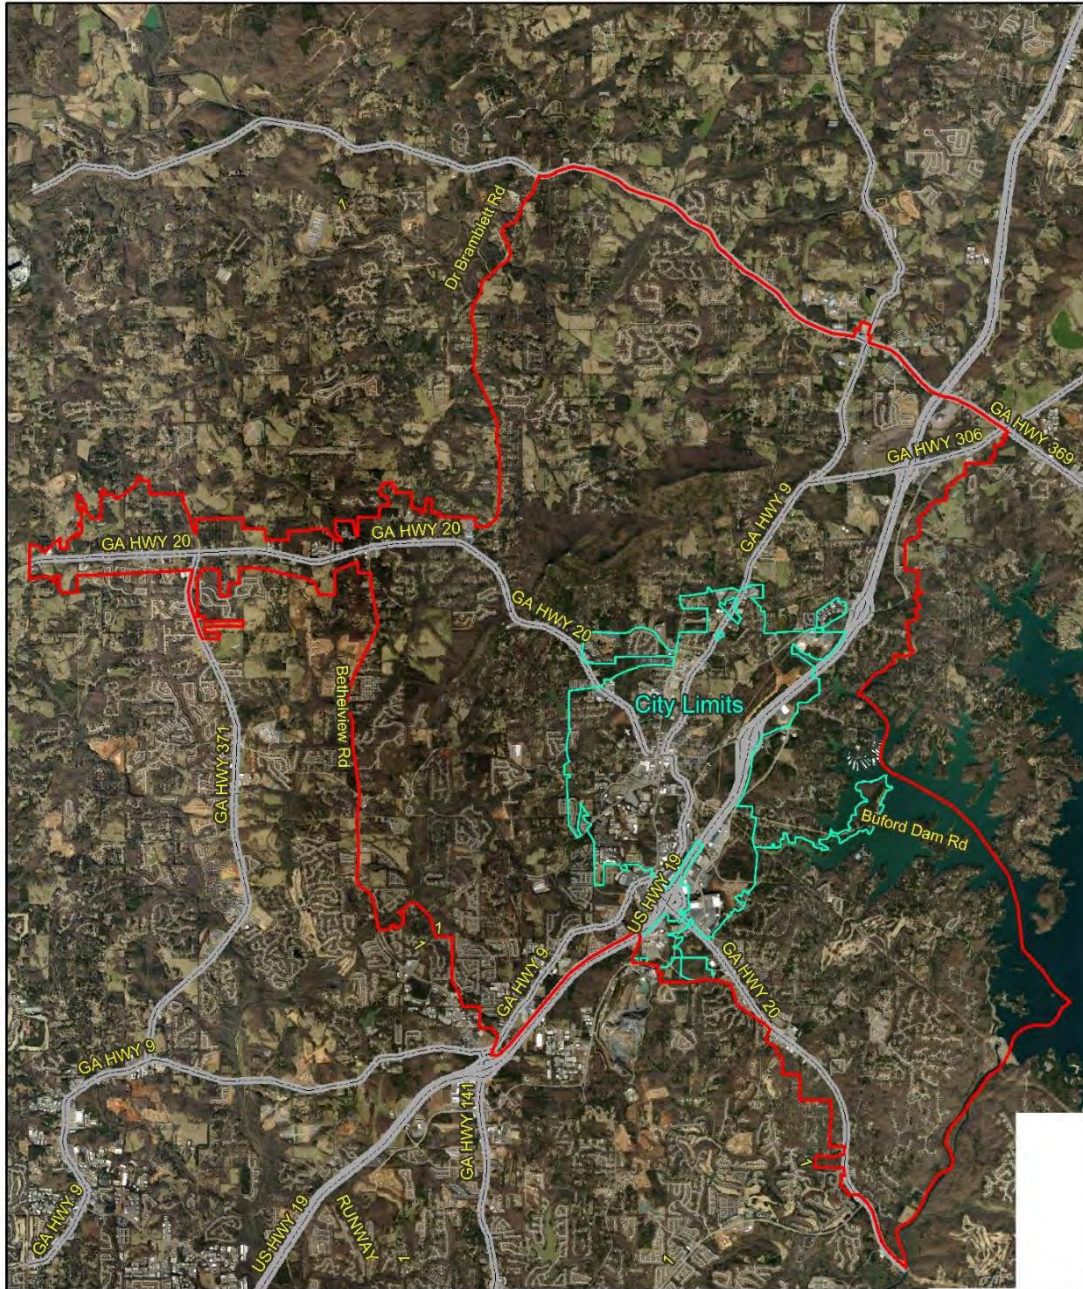 Dr Bramblett Rd
1
GA HWY 369
GA HWY 306
GA HWY 9
GA HWY 20
GA HWY 20
GA HWY 20
City Limits
Bethelview Rd
GA HWY 371
Buford Dam Rd
US HWY 19
1
1
GA HWY 9
GA HWY 20
GA HWY 9
GA HWY 141
1
GA HWY 9
US HWY 19
RUNWAY
1
1